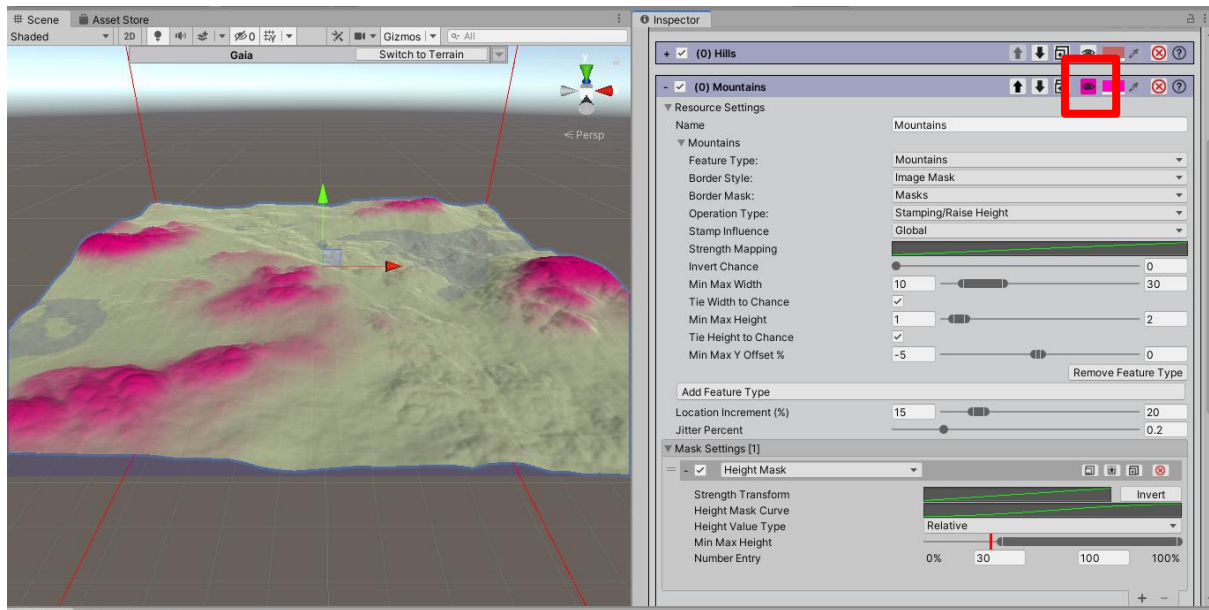 Scene Asset Store
Shaded 2D 0 Gizmos All
Gaia Switch to Terrain
y
Persp
Inspector
+ (0) Hills
- (0) Mountains
Resource Settings
Name Mountains
Mountains
Feature Type: Mountains
Border Style: Image Mask
Border Mask: Masks
Operation Type: Stamping/Raise Height
Stamp Influence Global
Strength Mapping
Invert Chance 0
Min Max Width 10 30
Tie Width to Chance
Min Max Height 1 2
Tie Height to Chance
Min Max Y Offset % -5 0
Remove Feature Type
Add Feature Type
Location Increment (%) 15 20
Jitter Percent 0.2
Mask Settings [1]
- Height Mask
Strength Transform Invert
Height Mask Curve
Height Value Type Relative
Min Max Height
Number Entry 0% 30 100 100%
+ -